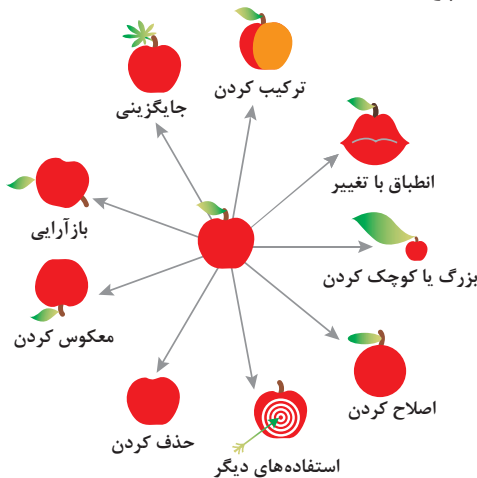 ترکیب کردن
جایگزینی
انطباق با تغییر
بازآرایی
بزرگ یا کوچک کردن
معکوس کردن
اصلاح کردن
حذف کردن
استفاده‌های دیگر